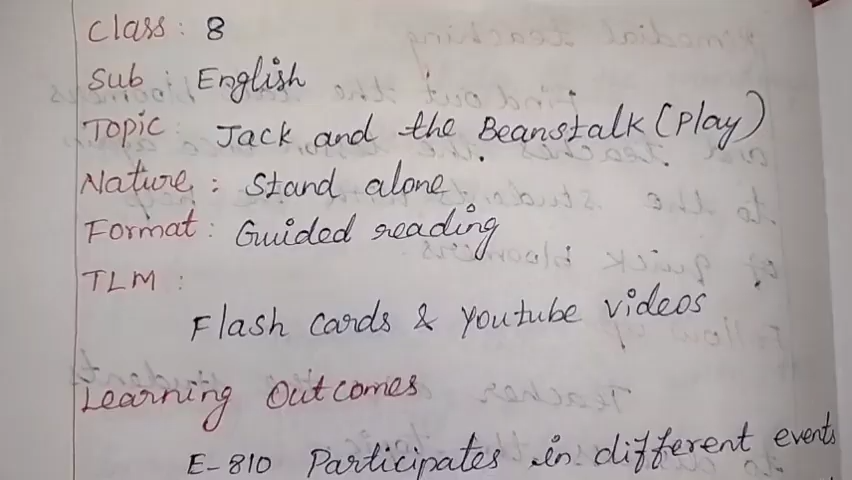 Class : 8
Sub : English
Topic Jack and the Beanstalk (Play)
Nature : Stand alone
Format : Guided reading
TLM :
Flash cards & Youtube videos
Learning Outcomes
E-810 Participates in different events